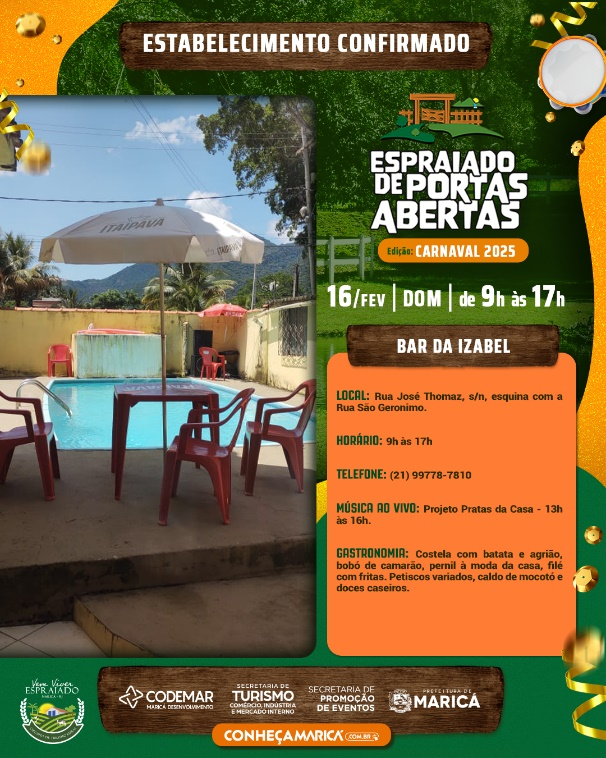 ESTABELECIMENTO CONFIRMADO
ITAIPAVA
ITAIPAVA
ESPRAIADO
DE PORTAS
ABERTAS
Edição: CARNAVAL 2025
16/FEV | DOM | de 9h às 17h
BAR DA IZABEL
LOCAL: Rua José Thomaz, s/n, esquina com a
Rua São Geronimo.
HORÁRIO: 9h às 17h
TELEFONE: (21) 99778-7810
MÚSICA AO VIVO: Projeto Pratas da Casa - 13h
às 16h.
GASTRONOMIA: Costela com batata e agrião,
bobó de camarão, pernil à moda da casa, filé
com fritas. Petiscos variados, caldo de mocotó e
doces caseiros.
Vem Viver
ESPRAIADO
MARICÁ - RJ
CODEMAR
MARICÁ DESENVOLVIMENTO
SECRETARIA DE
TURISMO
COMÉRCIO, INDÚSTRIA
E MERCADO INTERNO
SECRETARIA DE
PROMOÇÃO
DE EVENTOS
PREFEITURA DE
MARICÁ
CONHEÇAMARICÁ .COM.BR